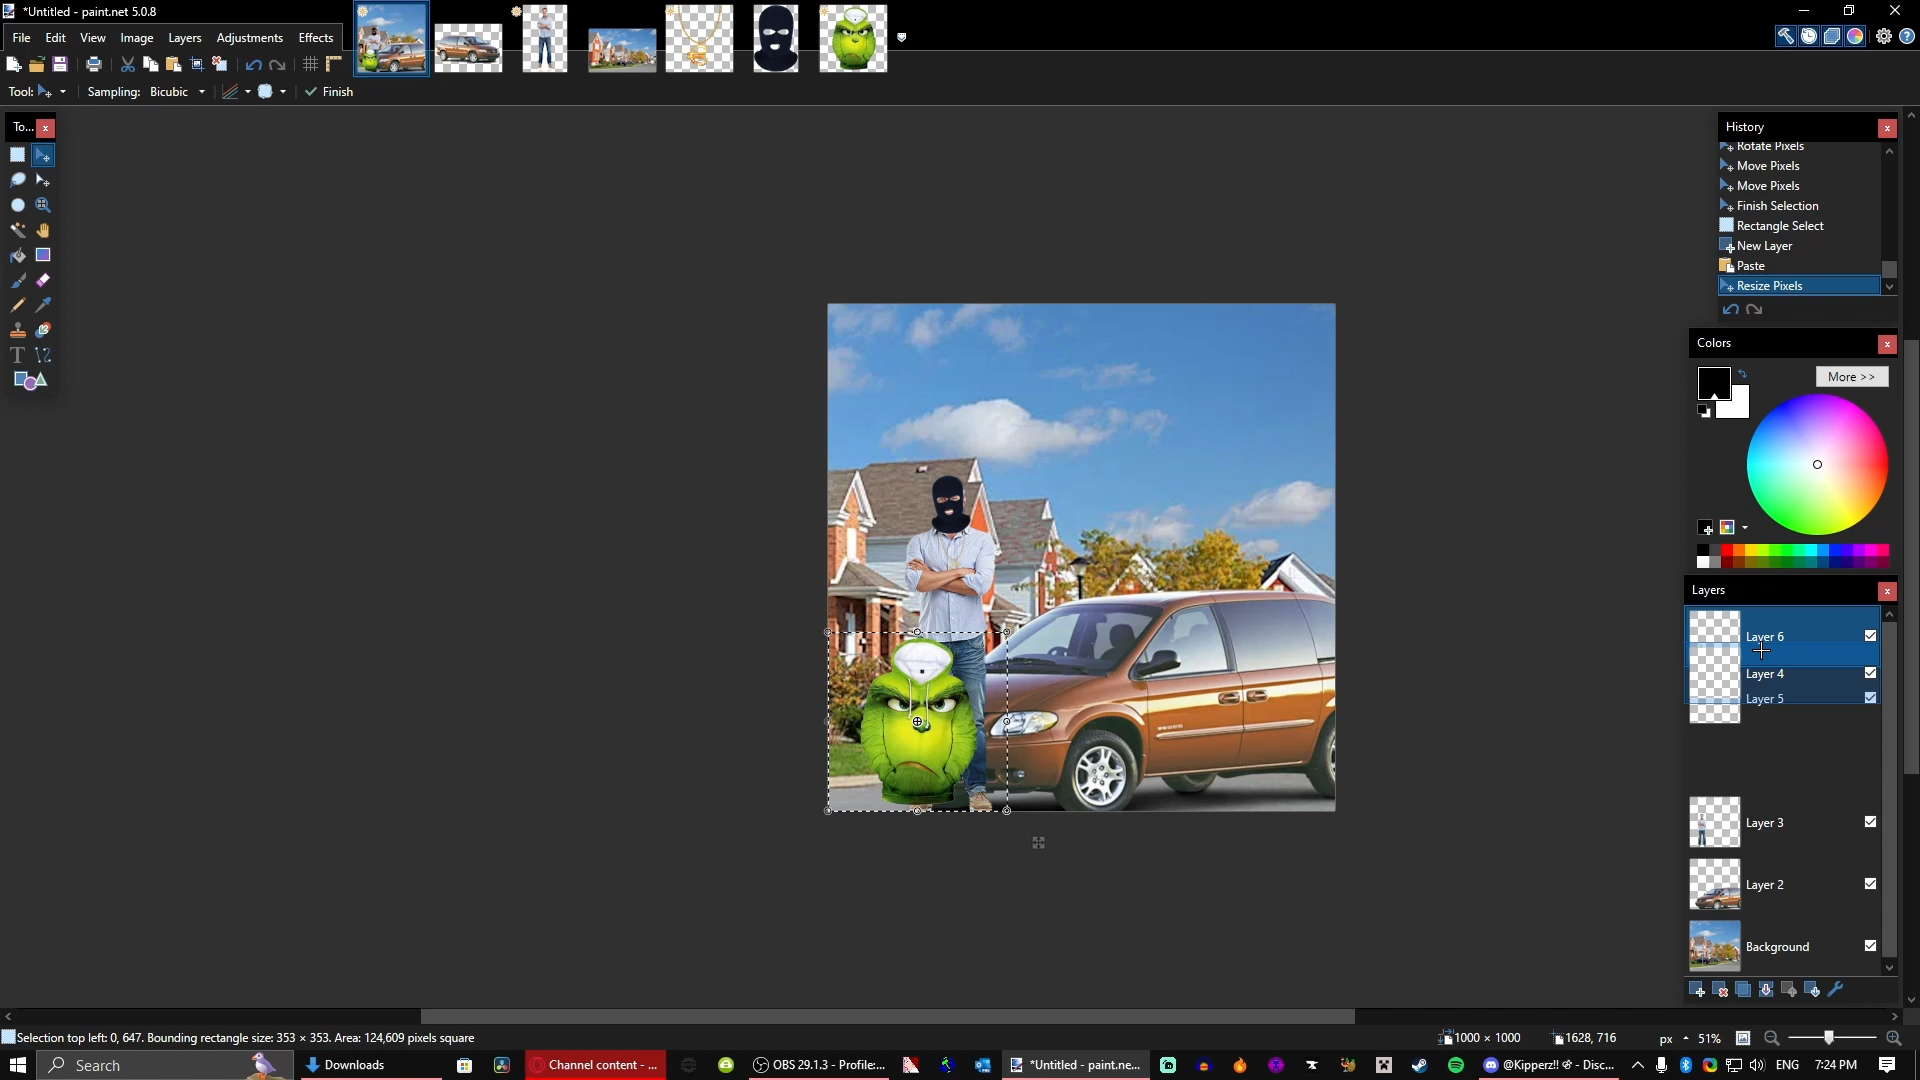 *Untitled - paint.net 5.0.8
File Edit View Image Layers Adjustments Effects
Tool: Sampling: Bicubic Finish
To...
History
Rotate Pixels
Move Pixels
Move Pixels
Finish Selection
Rectangle Select
New Layer
Paste
Resize Pixels
Colors
More >>
Layers
Layer 6
Layer 4
Layer 5
Layer 3
Layer 2
Background
Selection top left: 0, 647. Bounding rectangle size: 353 × 353. Area: 124,609 pixels square
1000 × 1000
1628, 716
px
51%
Search
Downloads
Channel content - ...
OBS 29.1.3 - Profile:...
*Untitled - paint.ne...
@Kipperz!! - Disc...
ENG
7:24 PM